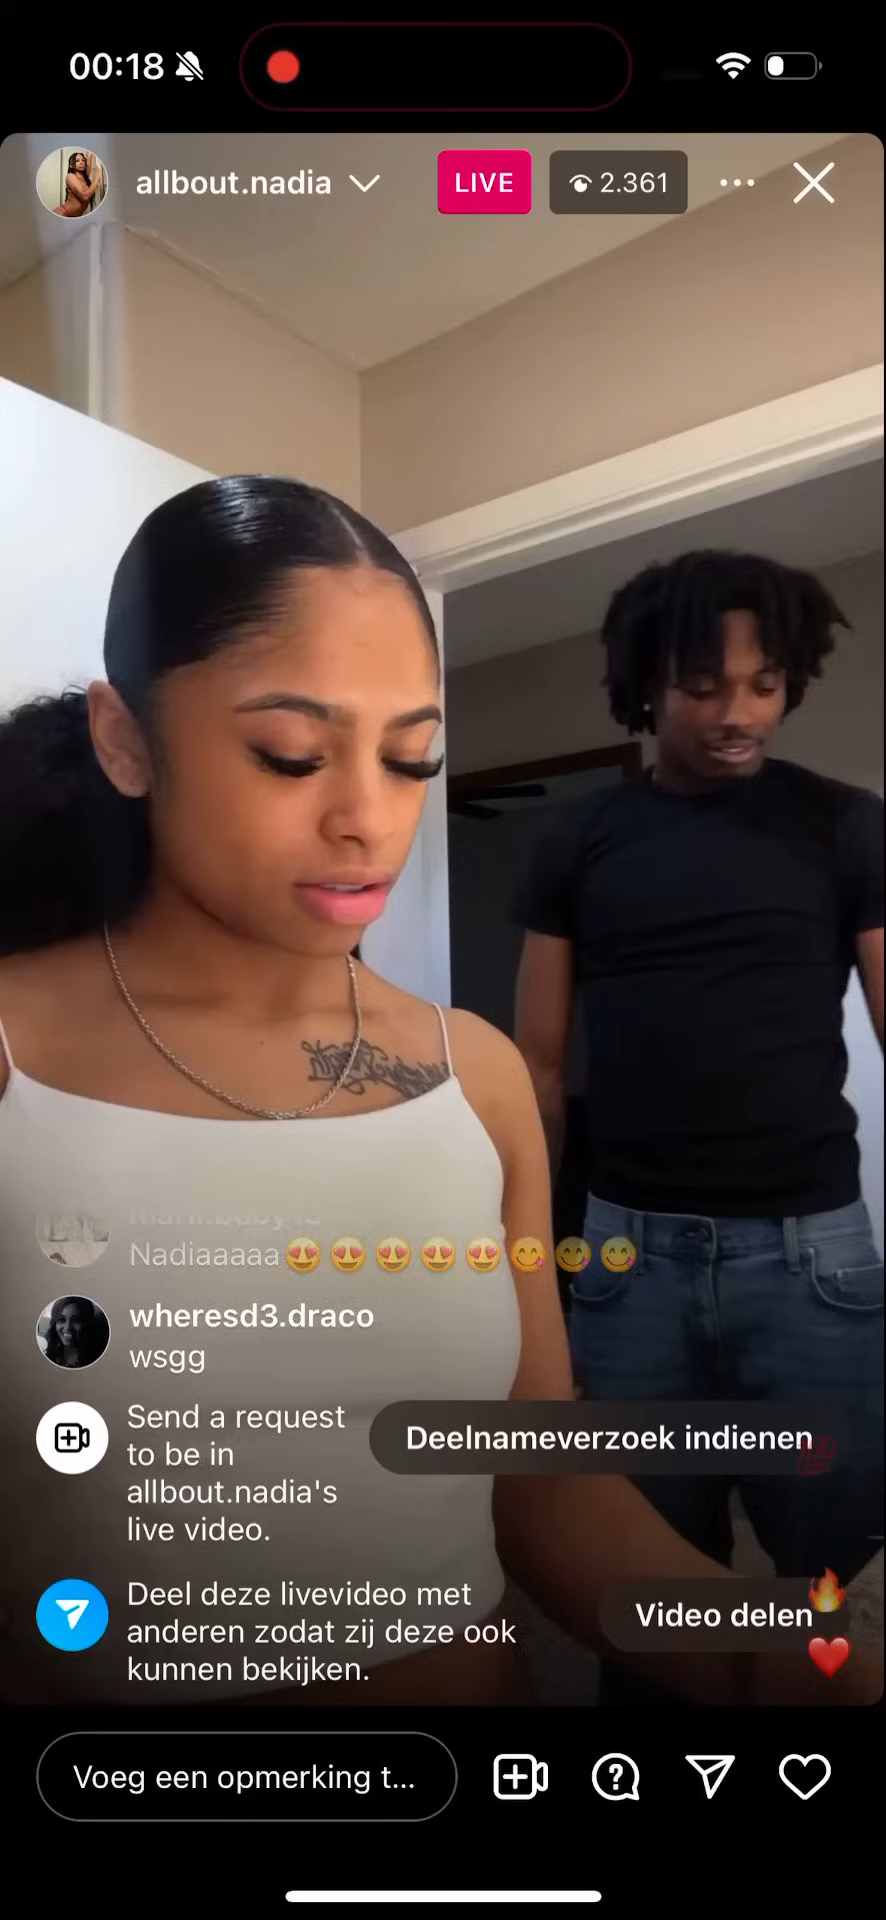 00:18
allbout.nadia
LIVE
2.361
Nadiaaaaa😍😍😍😍😍😋😋😋
wheresd3.draco
wsgg
Send a request
to be in
allbout.nadia's
live video.
Deelnameverzoek indienen
💯
Deel deze livevideo met
anderen zodat zij deze ook
kunnen bekijken.
Video delen
Voeg een opmerking t...